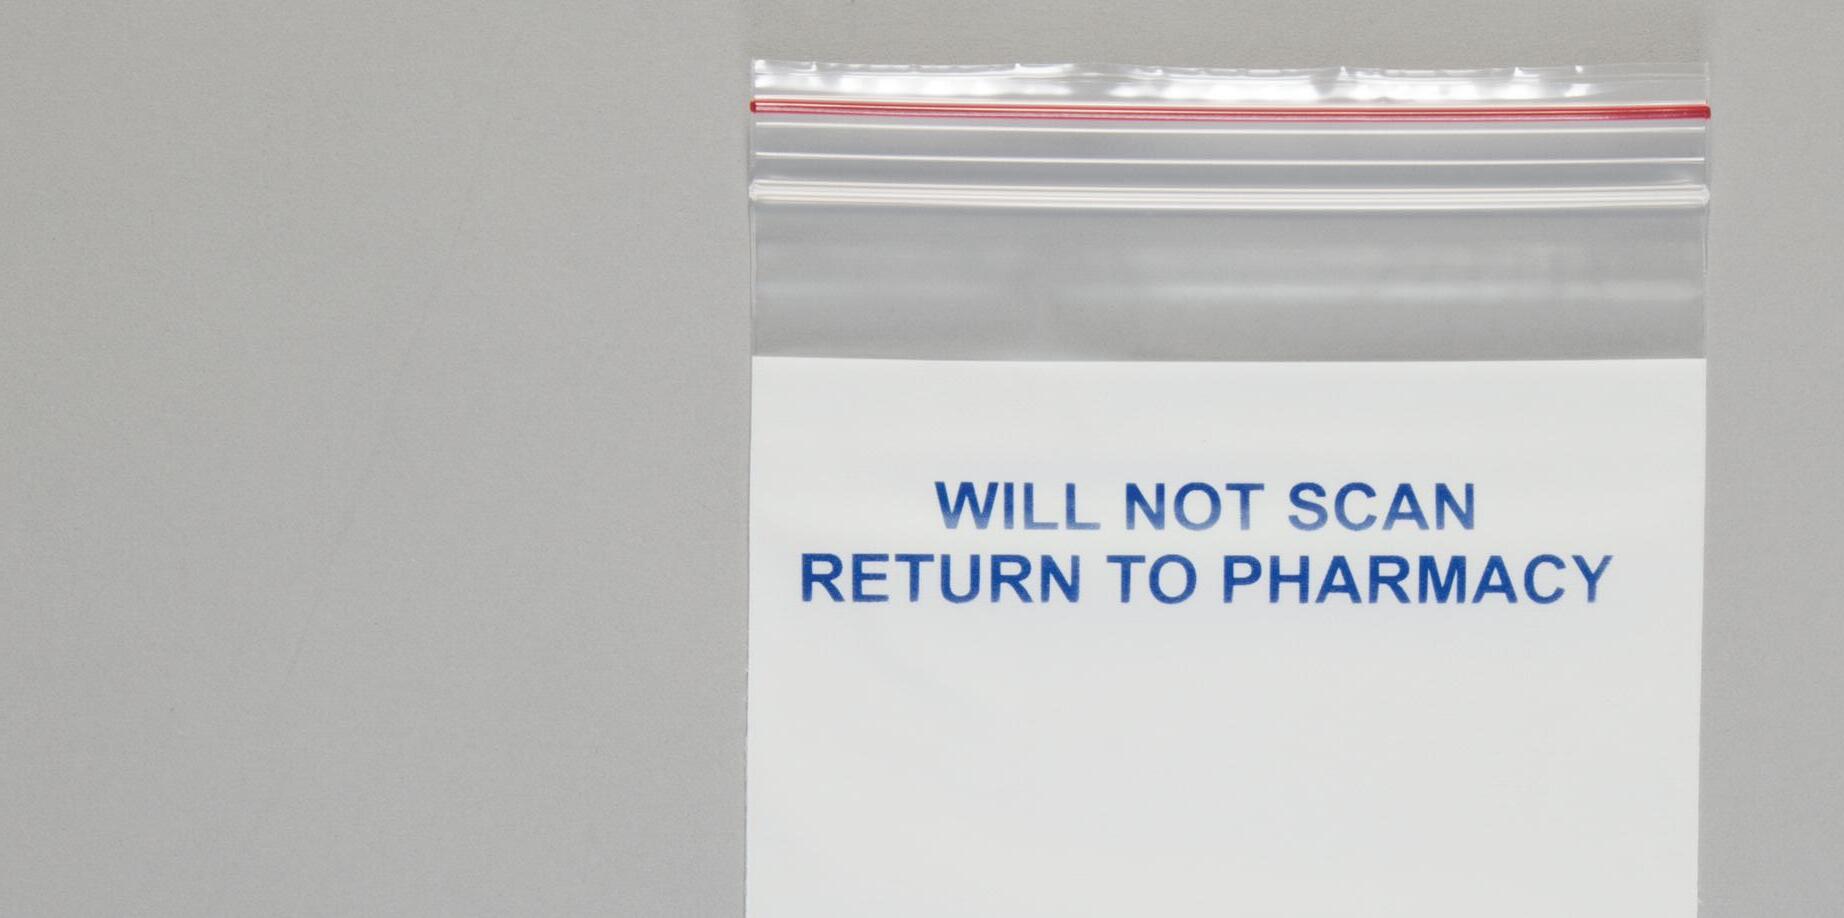 WILL NOT SCAN
RETURN TO PHARMACY